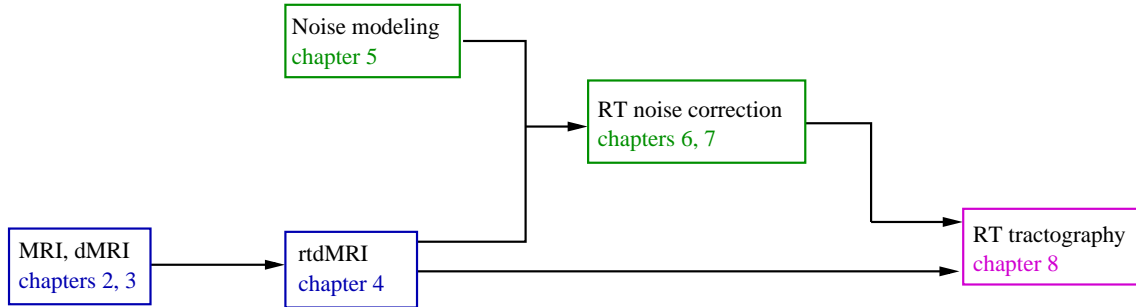 Noise modeling
chapter 5
RT noise correction
chapters 6, 7
MRI, dMRI
chapters 2, 3
rtdMRI
chapter 4
RT tractography
chapter 8